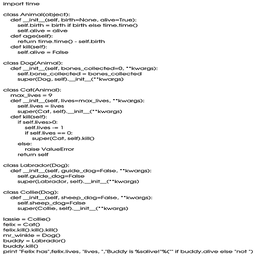 import time
class Animal(object):
def __init__(self, birth=None, alive=True):
self.birth = birth if birth else time.time()
self.alive = alive
def age(self):
return time.time() - self.birth
def kill(self):
self.alive = False
class Dog(Animal):
def __init__(self, bones_collected=0, **kwargs):
self.bone_collected = bones_collected
super(Dog, self).__init__(**kwargs)
class Cat(Animal):
max_lives = 9
def __init__(self, lives=max_lives, **kwargs):
self.lives = lives
super(Cat, self).__init__(**kwargs)
def kill(self):
if self.lives>0:
self.lives -= 1
if self.lives == 0:
super(Cat, self).kill()
else:
raise ValueError
return self
class Labrador(Dog):
def __init__(self, guide_dog=False, **kwargs):
self.guide_dog=False
super(Labrador, self).__init__(**kwargs)
class Collie(Dog):
def __init__(self, sheep_dog=False, **kwargs):
self.sheep_dog=False
super(Collie, self).__init__(**kwargs)
lassie = Collie()
felix = Cat()
felix.kill().kill().kill()
mr_winkle = Dog()
buddy = Labrador()
buddy.kill()
print "Felix has",felix.lives, "lives, ","Buddy is %salive!"%("" if buddy.alive else "not ")